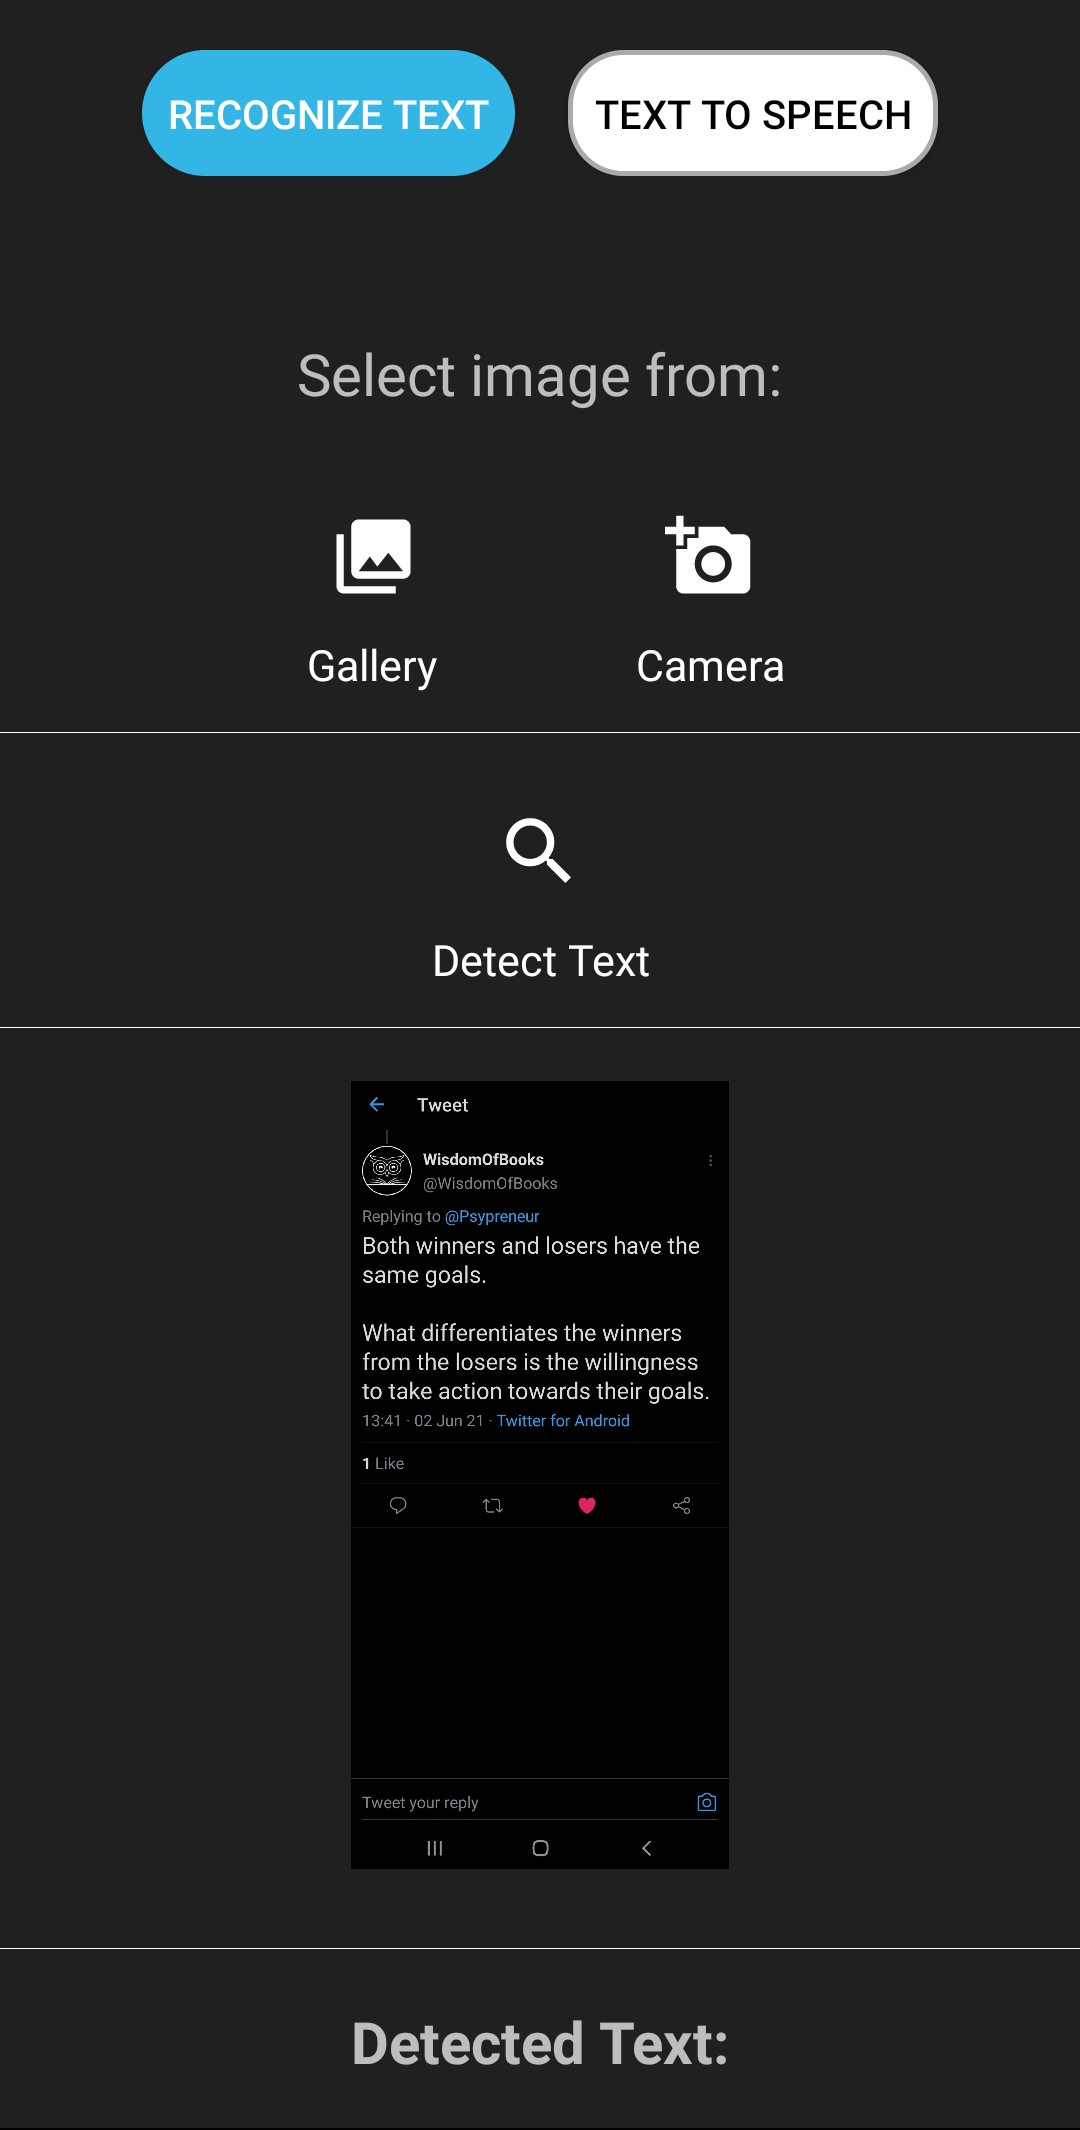 RECOGNIZE TEXT
TEXT TO SPEECH
Select image from:
Gallery
Camera
Detect Text
Tweet
WisdomOfBooks
@WisdomOfBooks
Replying to @Psypreneur
Both winners and losers have the
same goals.
What differentiates the winners
from the losers is the willingness
to take action towards their goals.
13:41 · 02 Jun 21 · Twitter for Android
1 Like
Tweet your reply
Detected Text: